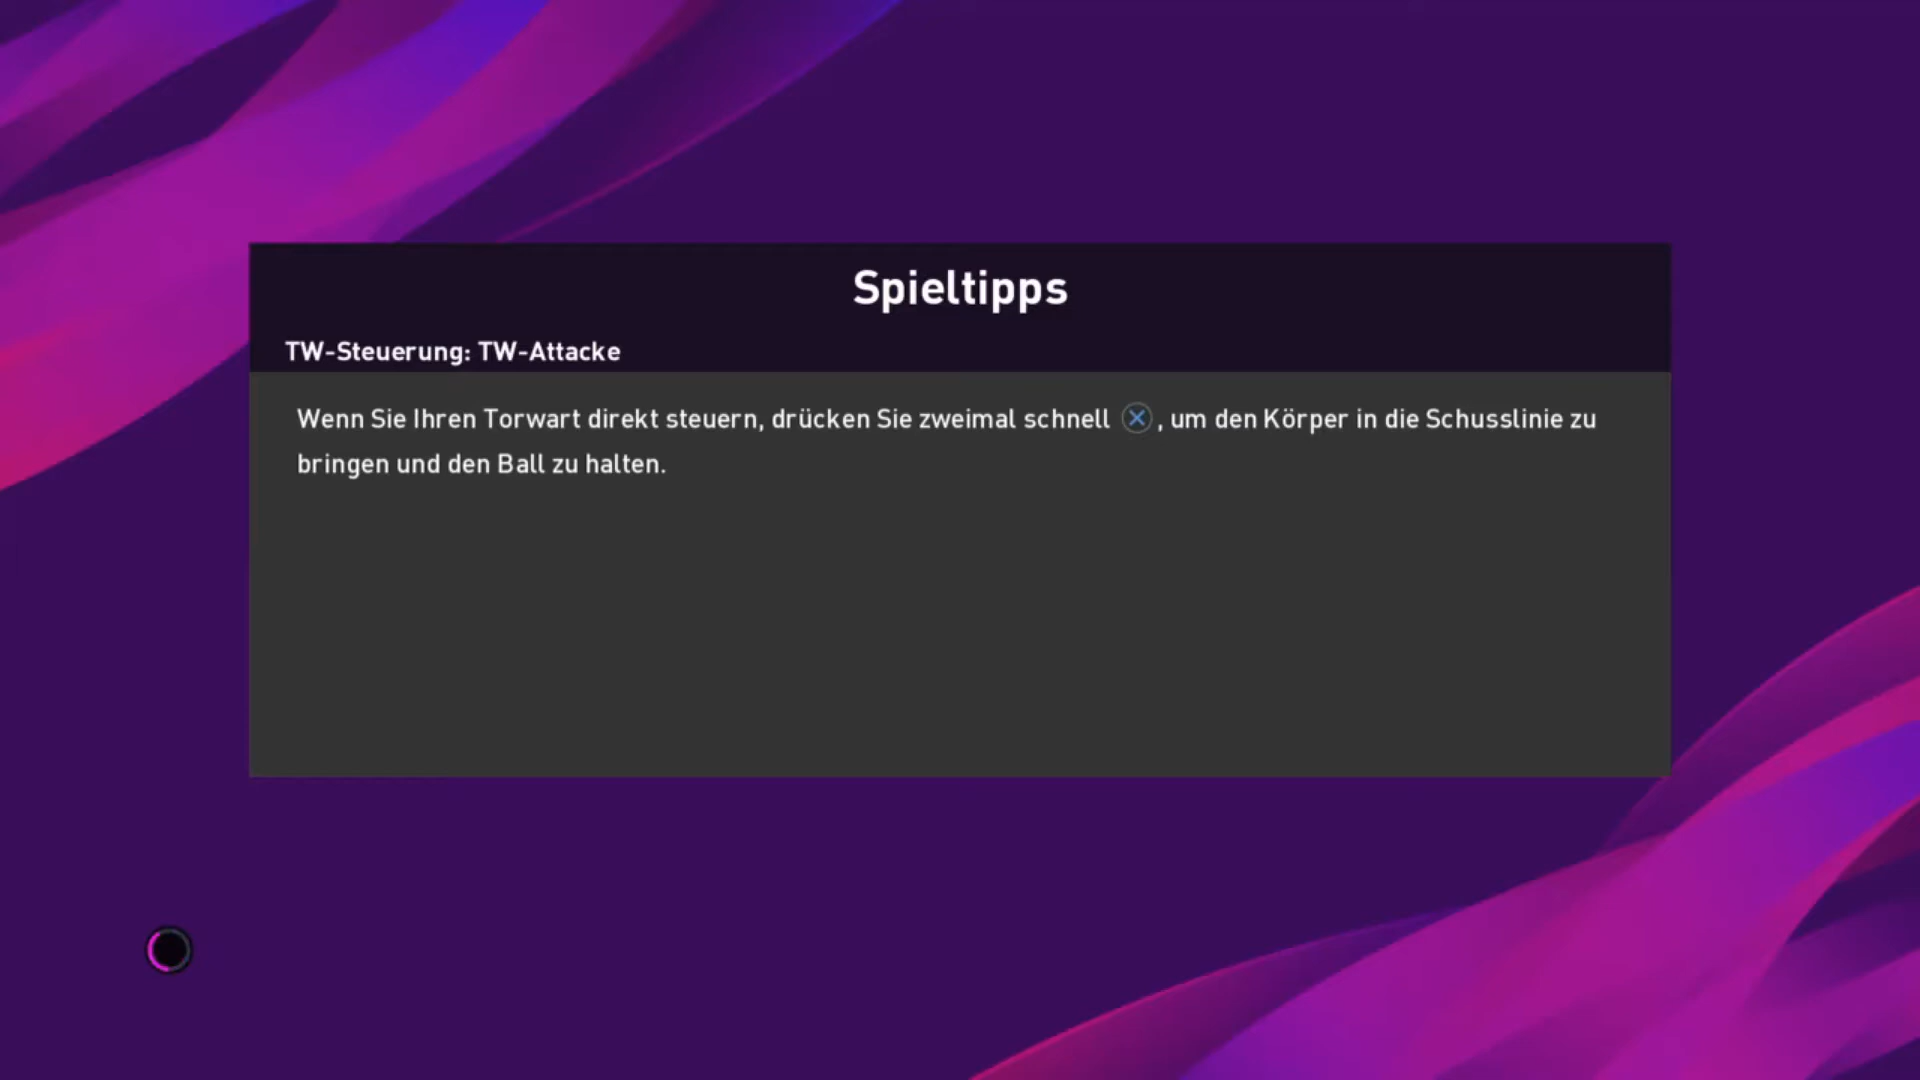 Spieltipps
TW-Steuerung: TW-Attacke
Wenn Sie Ihren Torwart direkt steuern, drücken Sie zweimal schnell ⓧ, um den Körper in die Schusslinie zu
bringen und den Ball zu halten.